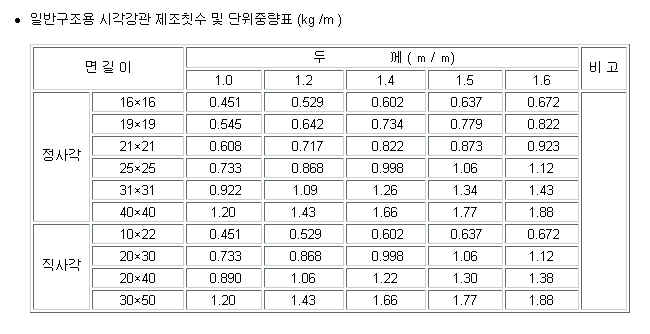 • 일반구조용 시각강관 제조칫수 및 단위중량표 (kg /m )
면 길 이 두 께 ( m / m) 비 고
1.0 1.2 1.4 1.5 1.6
정사각 16×16 0.451 0.529 0.602 0.637 0.672
19×19 0.545 0.642 0.734 0.779 0.822
21×21 0.608 0.717 0.822 0.873 0.923
25×25 0.733 0.868 0.998 1.06 1.12
31×31 0.922 1.09 1.26 1.34 1.43
40×40 1.20 1.43 1.66 1.77 1.88
직사각 10×22 0.451 0.529 0.602 0.637 0.672
20×30 0.733 0.868 0.998 1.06 1.12
20×40 0.890 1.06 1.22 1.30 1.38
30×50 1.20 1.43 1.66 1.77 1.88